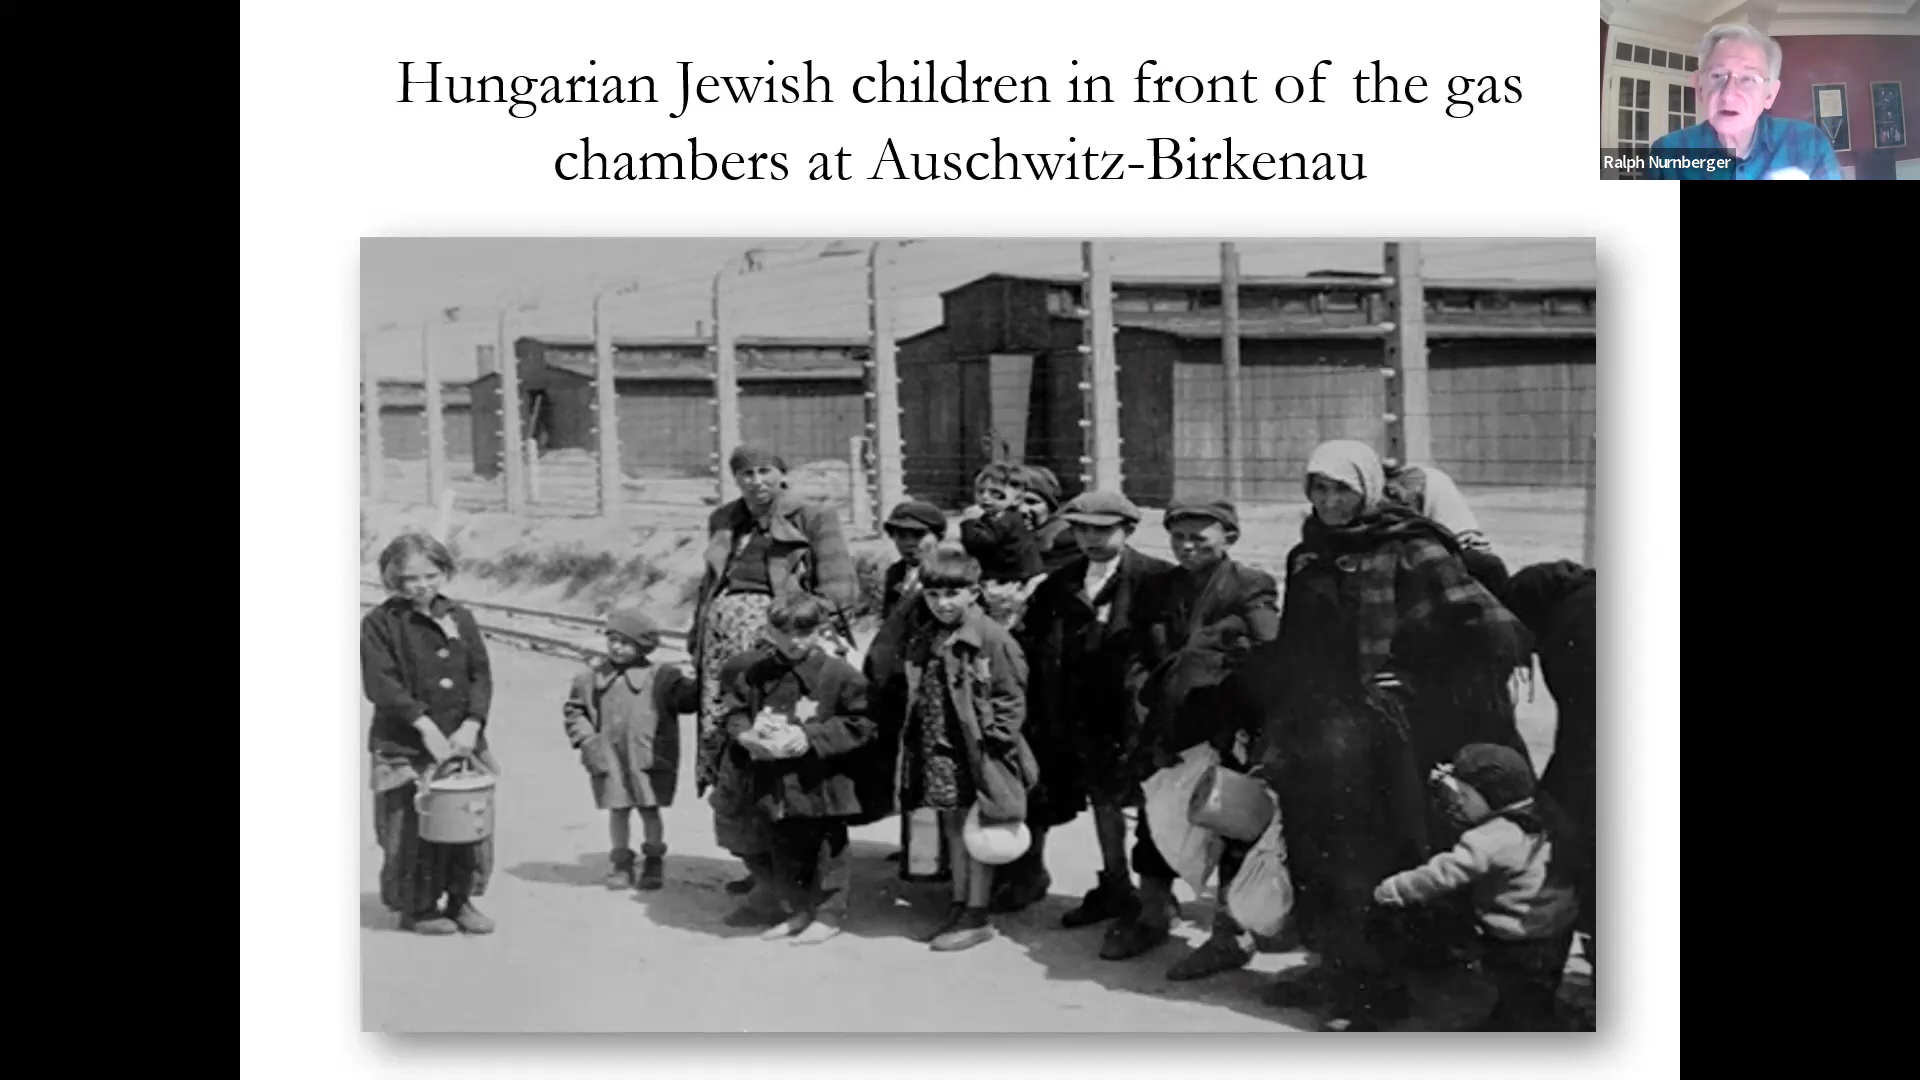 Hungarian Jewish children in front of the gas
chambers at Auschwitz-Birkenau
Ralph Nurnberger